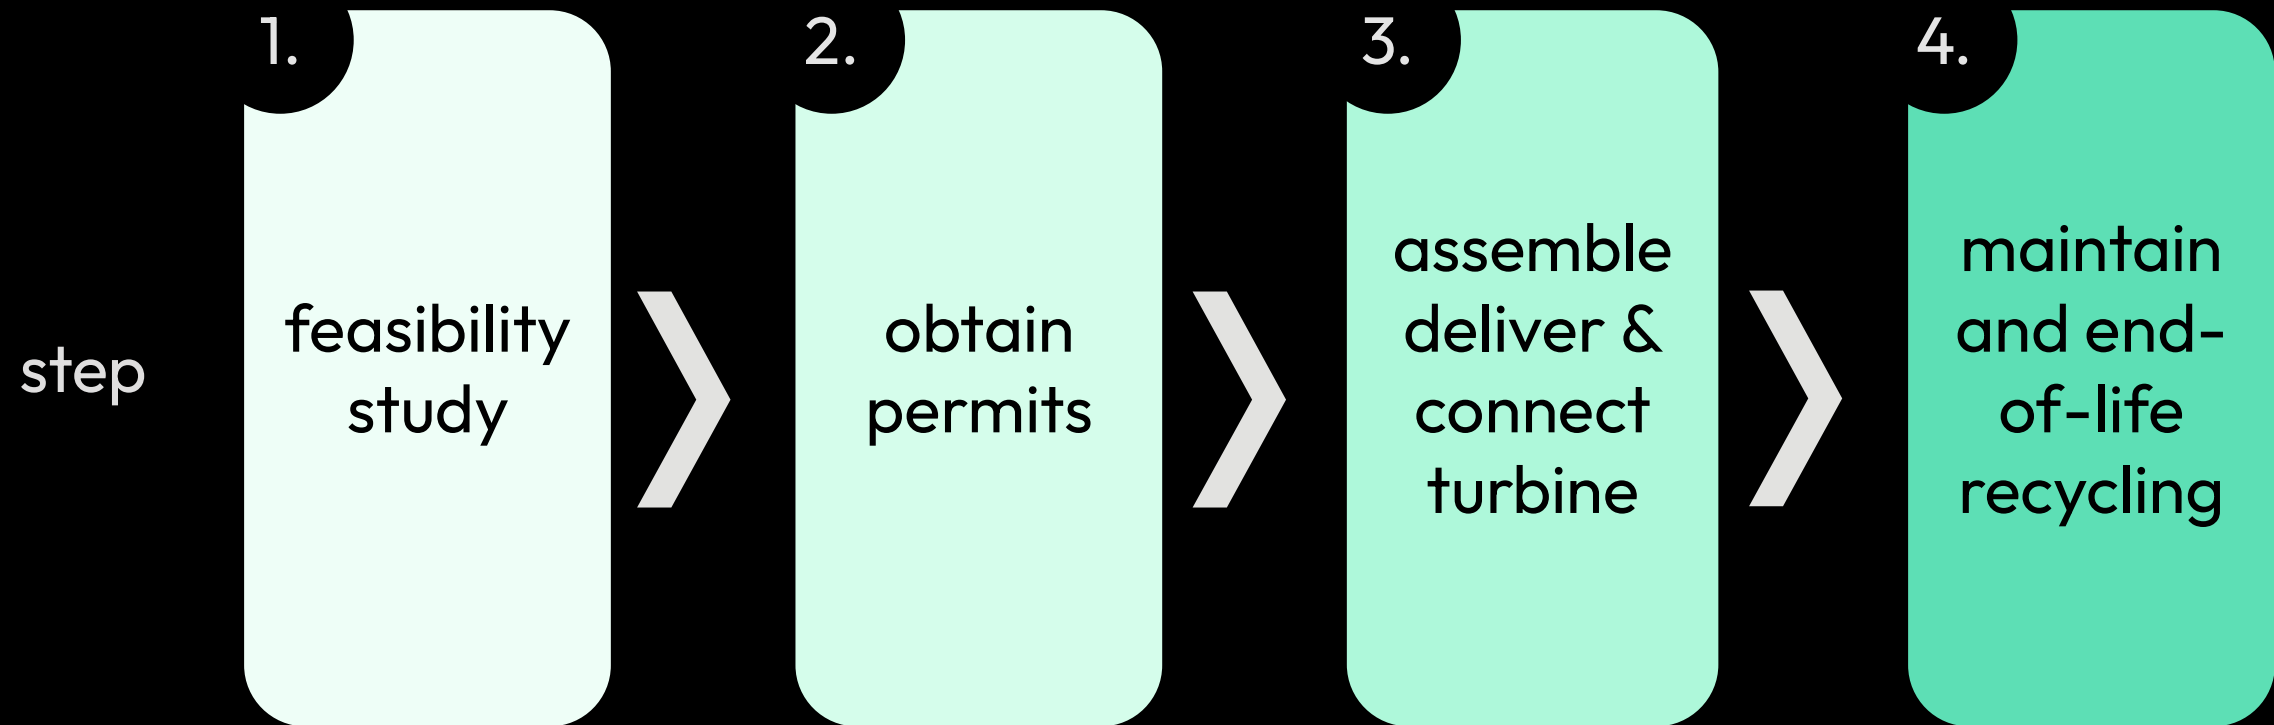 step
1.
feasibility
study
2.
obtain
permits
3.
assemble
deliver &
connect
turbine
4.
maintain
and end-
of-life
recycling